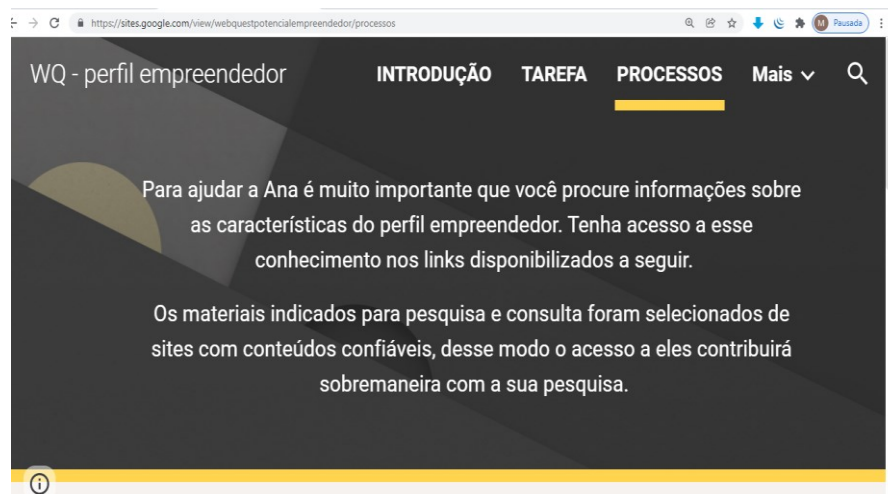 https://sites.google.com/view/webquestpotencialempreendedor/processos
M Pausada
WQ - perfil empreendedor INTRODUÇÃO TAREFA PROCESSOS Mais
Para ajudar a Ana é muito importante que você procure informações sobre
as características do perfil empreendedor. Tenha acesso a esse
conhecimento nos links disponibilizados a seguir.
Os materiais indicados para pesquisa e consulta foram selecionados de
sites com conteúdos confiáveis, desse modo o acesso a eles contribuirá
sobremaneira com a sua pesquisa.